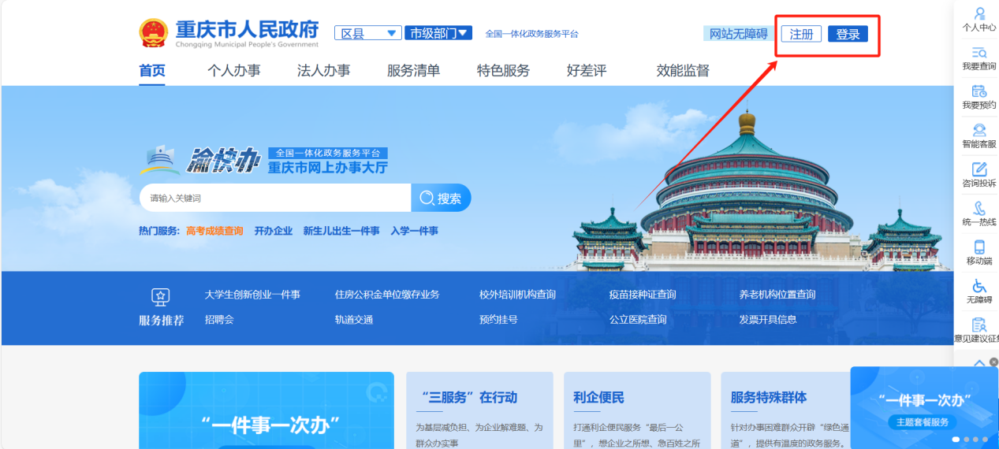 重庆市人民政府
Chongqing Municipal People's Government
区县
市级部门
全国一体化政务服务平台
网站无障碍
注册
登录
首页
个人办事
法人办事
服务清单
特色服务
好差评
效能监督
渝快办
全国一体化政务服务平台
重庆市网上办事大厅
请输入关键词
搜索
热门服务: 高考成绩查询 开办企业 新生儿出生一件事 入学一件事
服务推荐
大学生创新创业一件事
住房公积金单位缴存业务
校外培训机构查询
疫苗接种证查询
养老机构位置查询
招聘会
轨道交通
预约挂号
公立医院查询
发票开具信息
“一件事一次办”
“三服务”在行动
为基层减负担、为企业解难题、为
群众办实事
利企便民
打通利企便民服务“最后一公
里”，想企业之所想、急百姓之所
服务特殊群体
针对办事困难群众开辟“绿色通
道”，提供有温度的政务服务。
个人中心
我要查询
我要预约
智能客服
咨询投诉
统一热线
移动端
无障碍
意见建议征集
“一件事一次办”
主题套餐服务